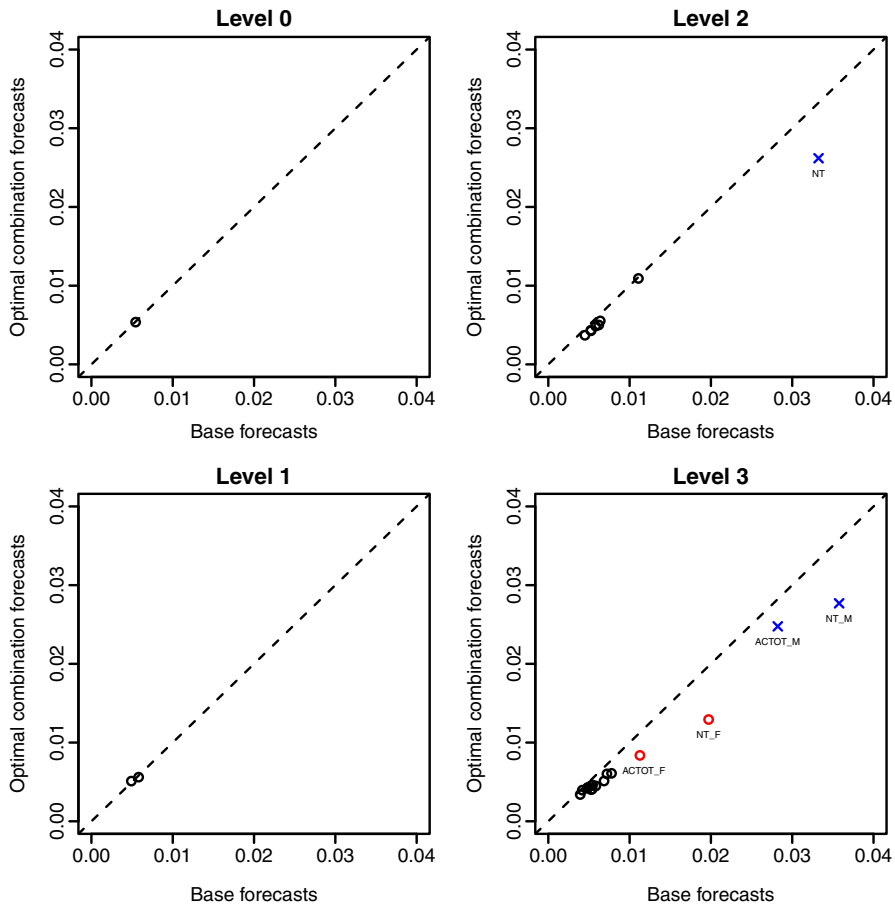 Level 0
Optimal combination forecasts
0.00 0.01 0.02 0.03 0.04
0.00 0.01 0.02 0.03 0.04
Base forecasts
Level 2
Optimal combination forecasts
0.00 0.01 0.02 0.03 0.04
NT
0.00 0.01 0.02 0.03 0.04
Base forecasts
Level 1
Optimal combination forecasts
0.00 0.01 0.02 0.03 0.04
0.00 0.01 0.02 0.03 0.04
Base forecasts
Level 3
Optimal combination forecasts
0.00 0.01 0.02 0.03 0.04
NT_M
ACTOT_M
NT_F
ACTOT_F
0.00 0.01 0.02 0.03 0.04
Base forecasts